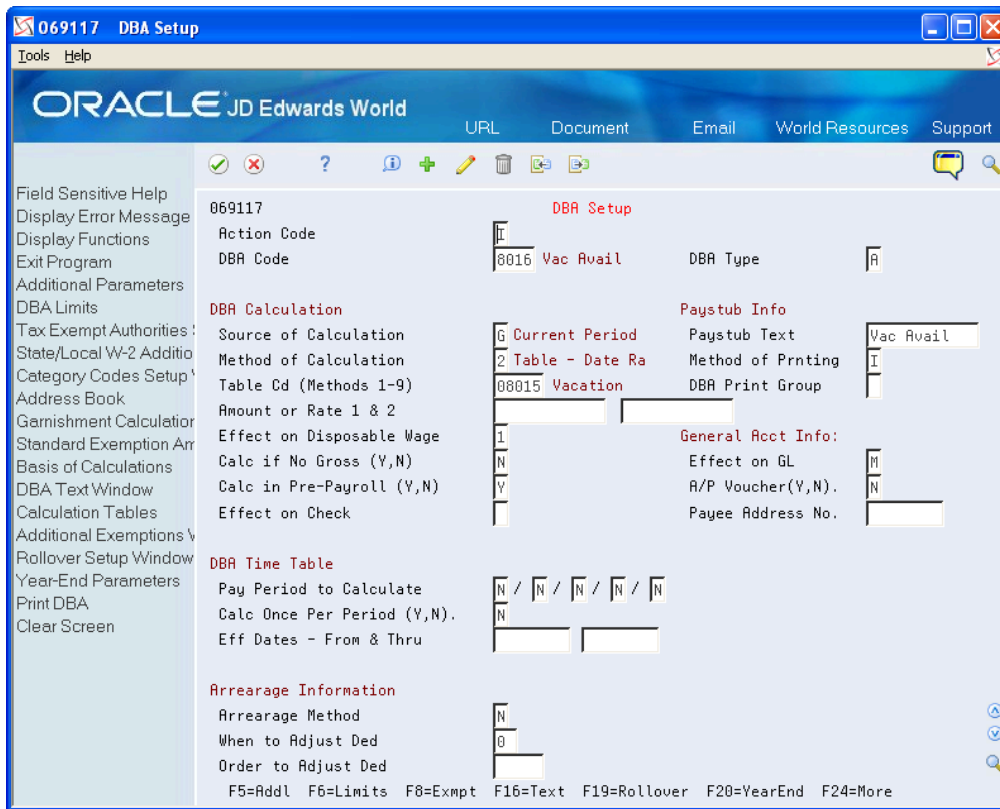 069117 DBA Setup
Tools Help
ORACLE JD Edwards World
URL Document Email World Resources Support
Field Sensitive Help
Display Error Message
Display Functions
Exit Program
Additional Parameters
DBA Limits
Tax Exempt Authorities
State/Local W-2 Additio
Category Codes Setup
Address Book
Garnishment Calculation
Standard Exemption Am
Basis of Calculations
DBA Text Window
Calculation Tables
Additional Exemptions
Rollover Setup Window
Year-End Parameters
Print DBA
Clear Screen
069117 DBA Setup
Action Code I
DBA Code 8016 Vac Avail DBA Type A
DBA Calculation Paystub Info
Source of Calculation G Current Period Paystub Text Vac Avail
Method of Calculation 2 Table - Date Ra Method of Prnting I
Table Cd (Methods 1-9) 08015 Vacation DBA Print Group
Amount or Rate 1 & 2
Effect on Disposable Wage 1 General Acct Info:
Calc if No Gross (Y,N) N Effect on GL M
Calc in Pre-Payroll (Y,N) Y A/P Voucher(Y,N). N
Effect on Check Payee Address No.
DBA Time Table
Pay Period to Calculate N / N / N / N / N
Calc Once Per Period (Y,N). N
Eff Dates - From & Thru
Arrearage Information
Arrearage Method N
When to Adjust Ded 0
Order to Adjust Ded
F5=Addl F6=Limits F8=Exmpt F16=Text F19=Rollover F20=YearEnd F24=More